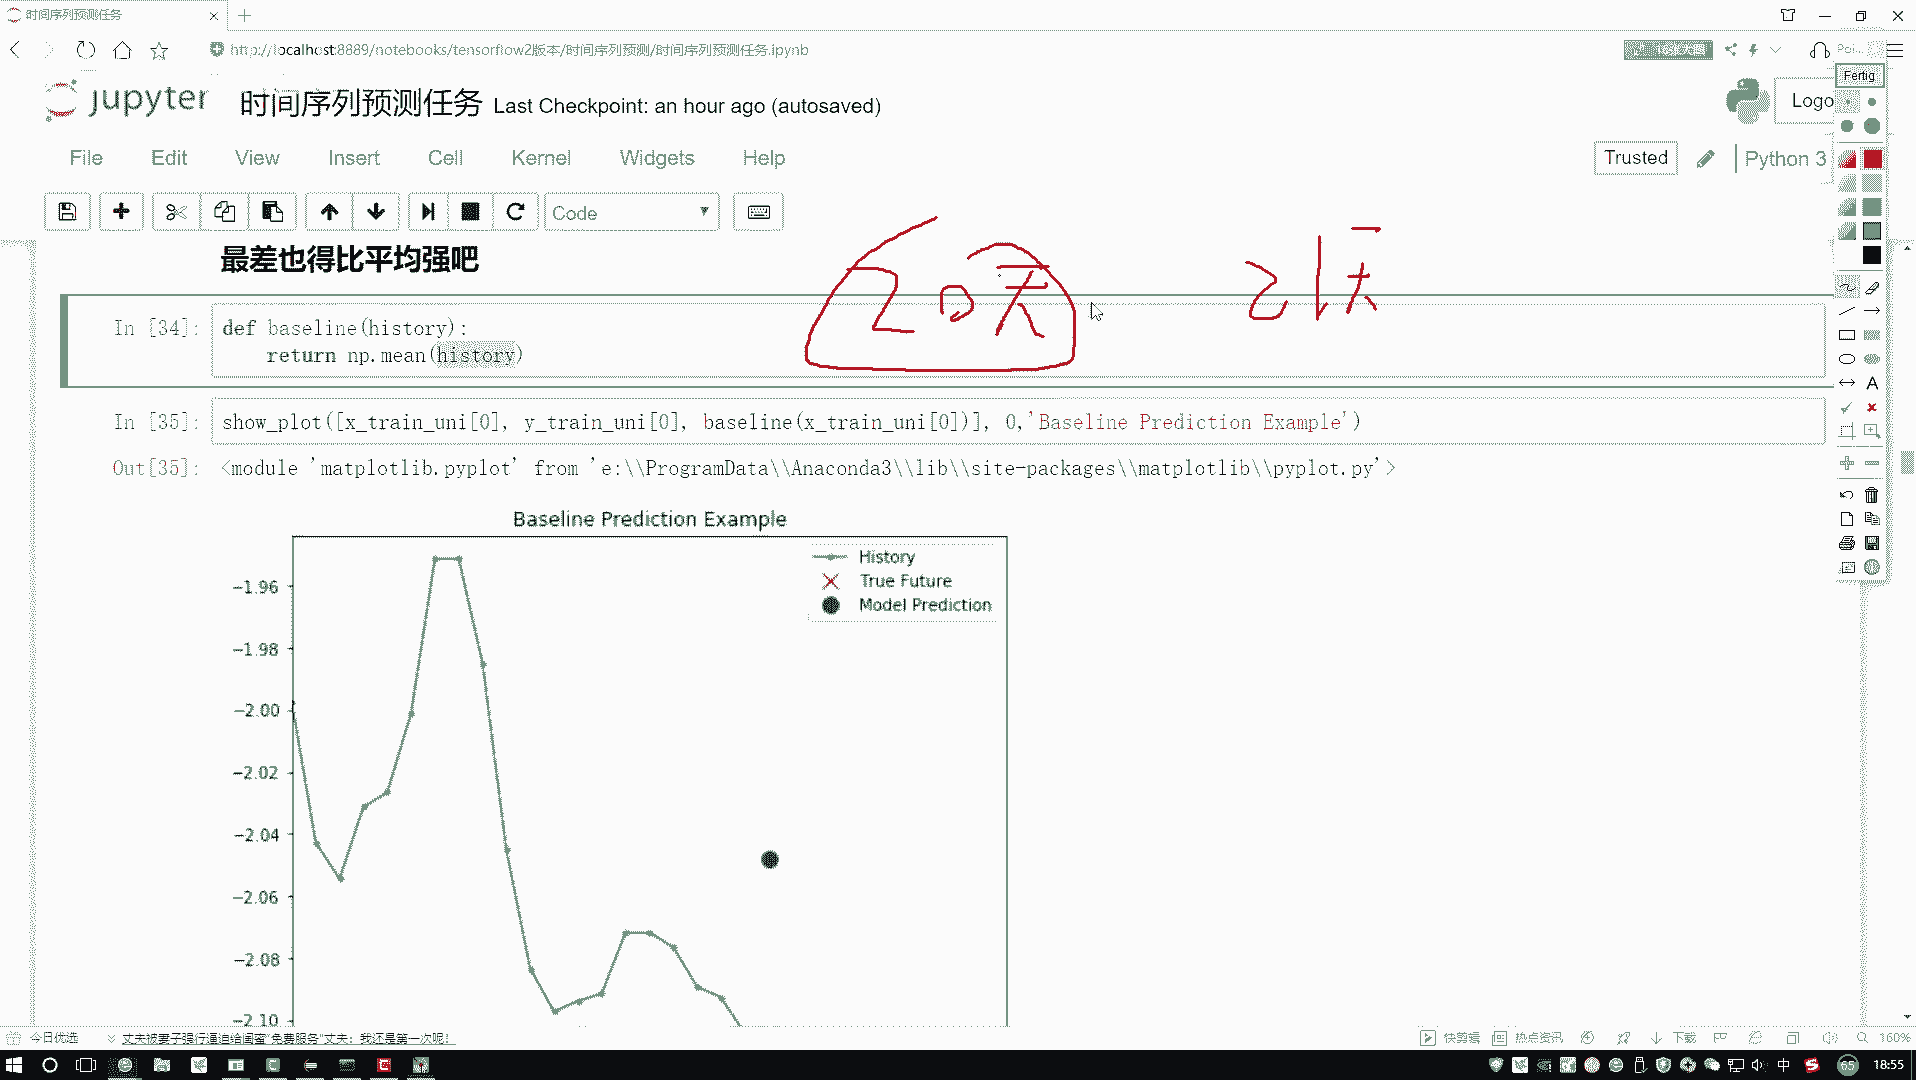 时间序列预测任务
http://localhost:8889/notebooks/tensorflow2版本/时间序列预测/时间序列预测任务.ipynb
Fertig
jupyter 时间序列预测任务 Last Checkpoint: an hour ago (autosaved)
Logo
File Edit View Insert Cell Kernel Widgets Help
Trusted Python 3
Code
最差也得比平均强吧
20天 21天
In [34]: def baseline(history):
return np.mean(history)
In [35]: show_plot([x_train_uni[0], y_train_uni[0], baseline(x_train_uni[0])], 0,'Baseline Prediction Example')
Out[35]: <module 'matplotlib.pyplot' from 'e:\\ProgramData\\Anaconda3\\lib\\site-packages\\matplotlib\\pyplot.py'>
Baseline Prediction Example
History
True Future
Model Prediction
−1.96
−1.98
−2.00
−2.02
−2.04
−2.06
−2.08
−2.10
今日优选 丈夫被妻子强行逼迫给闺蜜"免费服务"丈夫：我还是第一次呢！ 快剪辑 热点资讯 下载 160%
中 65 18:55